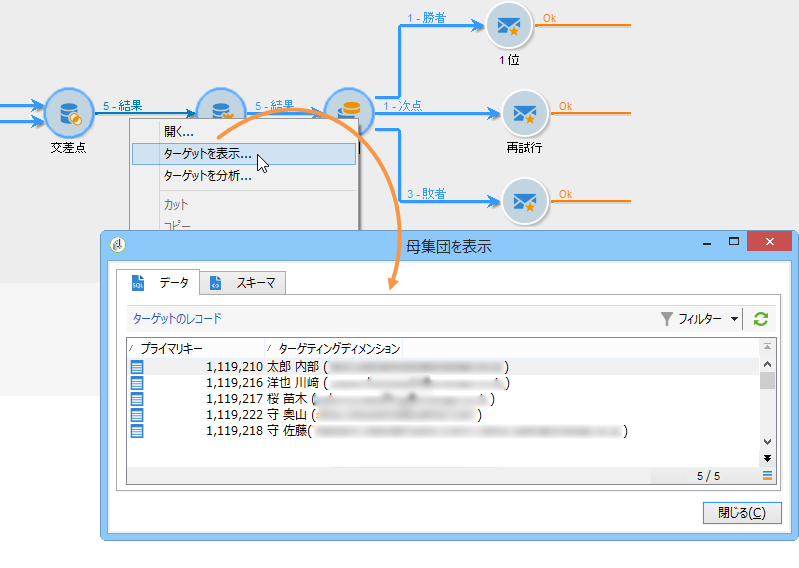 1 - 勝者
Ok
1 位
5 - 結果
5 - 結果
1 - 次点
Ok
交差点
再試行
開く...
ターゲットを表示...
ターゲットを分析...
カット
コピー
3 - 敗者
Ok
母集団を表示
データ
スキーマ
ターゲットのレコード
フィルター
プライマリキー
ターゲティングディメンション
1,119,210 太郎 内部 ( )
1,119,216 洋也 川﨑 ( )
1,119,217 桜 苗木 ( )
1,119,222 守 奥山 ( )
1,119,218 守 佐藤( )
5 / 5
閉じる(C)